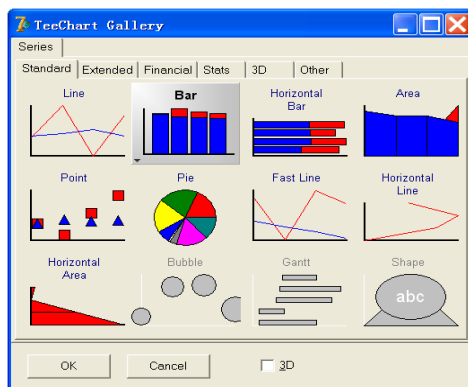 TeeChart Gallery
Series
Standard Extended Financial Stats 3D Other
Line
Bar
Horizontal
Bar
Area
Point
Pie
Fast Line
Horizontal
Line
Horizontal
Area
Bubble
Gantt
Shape
abc
OK
Cancel
3D